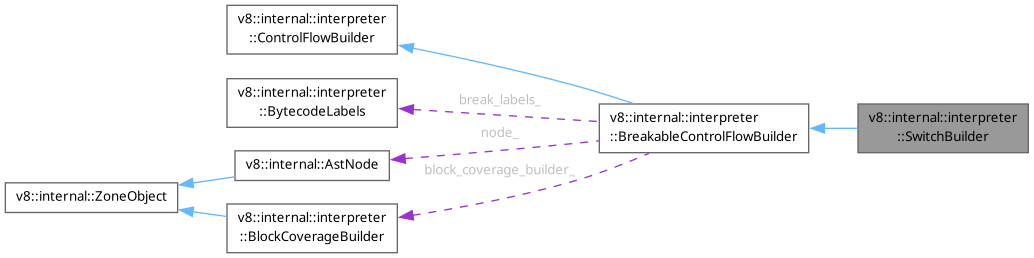 v8::internal::interpreter
::ControlFlowBuilder
v8::internal::interpreter
::BytecodeLabels
break_labels_
v8::internal::interpreter
::BreakableControlFlowBuilder
v8::internal::interpreter
::SwitchBuilder
node_
v8::internal::AstNode
block_coverage_builder_
v8::internal::ZoneObject
v8::internal::interpreter
::BlockCoverageBuilder